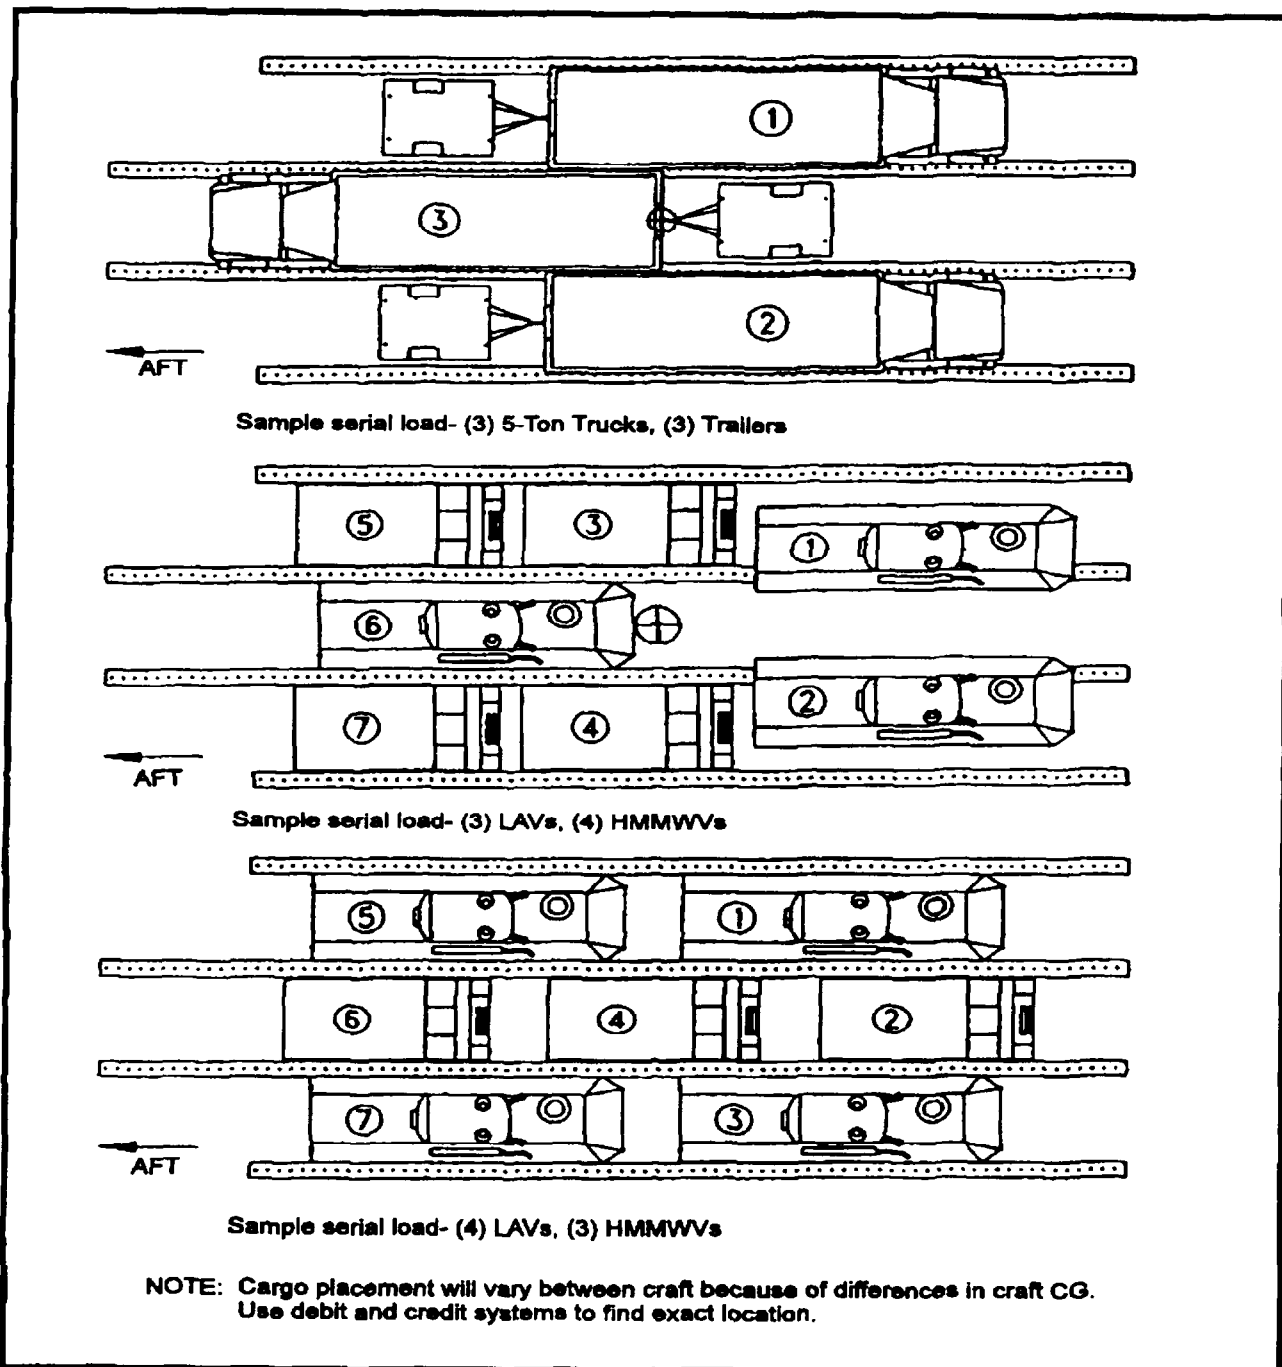 1
3
2
AFT
Sample serial load- (3) 5-Ton Trucks, (3) Trailers
5
3
1
6
7
4
2
AFT
Sample serial load- (3) LAVs, (4) HMMWVs
5
1
6
4
2
7
3
AFT
Sample serial load- (4) LAVs, (3) HMMWVs
NOTE: Cargo placement will vary between craft because of differences in craft CG.
Use debit and credit systems to find exact location.